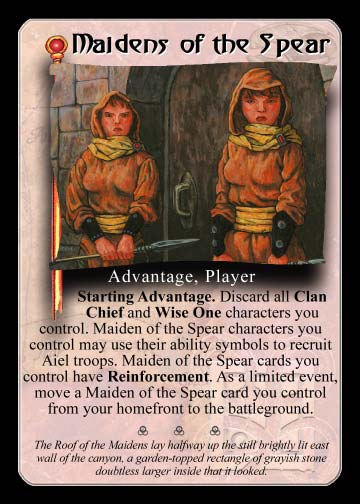 Maidens of the Spear
Advantage, Player
Starting Advantage. Discard all Clan
Chief and Wise One characters you
control. Maiden of the Spear characters you
control may use their ability symbols to recruit
Aiel troops. Maiden of the Spear cards you
control have Reinforcement. As a limited event,
move a Maiden of the Spear card you control
from your homefront to the battleground.
The Roof of the Maidens lay halfway up the still brightly lit east
wall of the canyon, a garden-topped rectangle of grayish stone
doubtless larger inside that it looked.